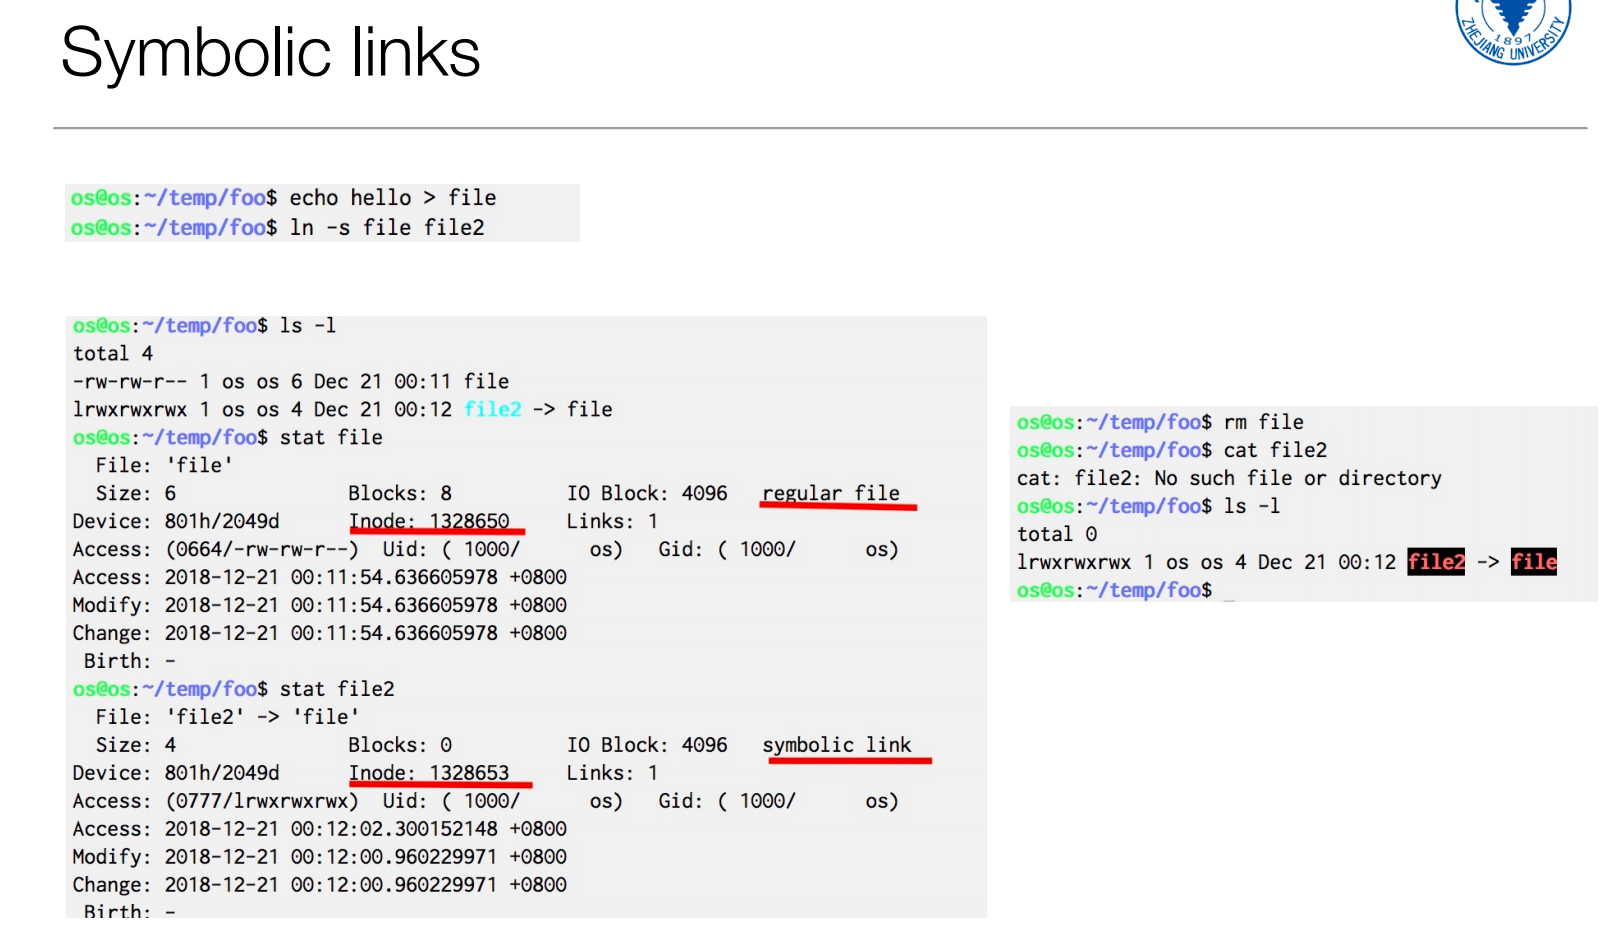 Symbolic links
ZHEJIANG UNIVERSITY
1897
os@os:~/temp/foo$ echo hello > file
os@os:~/temp/foo$ ln -s file file2
os@os:~/temp/foo$ ls -l
total 4
-rw-rw-r-- 1 os os 6 Dec 21 00:11 file
lrwxrwxrwx 1 os os 4 Dec 21 00:12 file2 -> file
os@os:~/temp/foo$ stat file
  File: 'file'
  Size: 6               Blocks: 8          IO Block: 4096   regular file
Device: 801h/2049d      Inode: 1328650     Links: 1
Access: (0664/-rw-rw-r--)  Uid: ( 1000/      os)   Gid: ( 1000/      os)
Access: 2018-12-21 00:11:54.636605978 +0800
Modify: 2018-12-21 00:11:54.636605978 +0800
Change: 2018-12-21 00:11:54.636605978 +0800
 Birth: -
os@os:~/temp/foo$ stat file2
  File: 'file2' -> 'file'
  Size: 4               Blocks: 0          IO Block: 4096   symbolic link
Device: 801h/2049d      Inode: 1328653     Links: 1
Access: (0777/lrwxrwxrwx)  Uid: ( 1000/      os)   Gid: ( 1000/      os)
Access: 2018-12-21 00:12:02.300152148 +0800
Modify: 2018-12-21 00:12:00.960229971 +0800
Change: 2018-12-21 00:12:00.960229971 +0800
 Birth: -
os@os:~/temp/foo$ rm file
os@os:~/temp/foo$ cat file2
cat: file2: No such file or directory
os@os:~/temp/foo$ ls -l
total 0
lrwxrwxrwx 1 os os 4 Dec 21 00:12 file2 -> file
os@os:~/temp/foo$ _